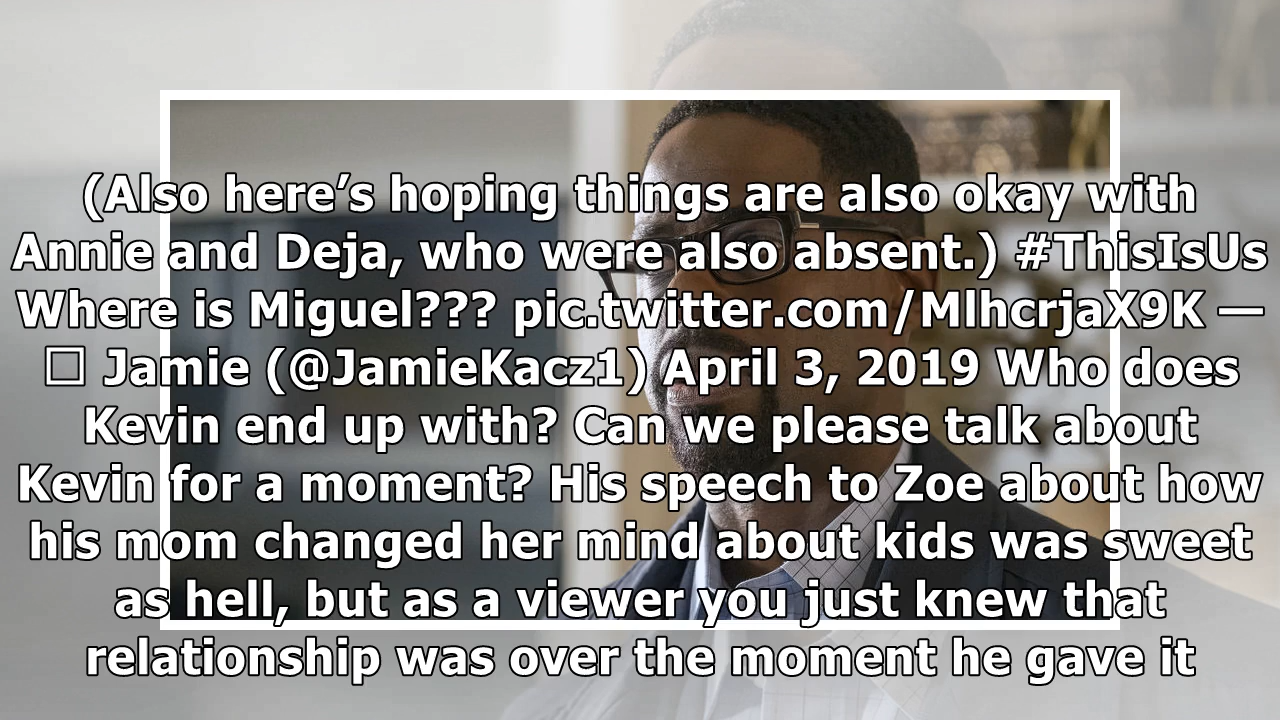 (Also here’s hoping things are also okay with
Annie and Deja, who were also absent.) #ThisIsUs
Where is Miguel??? pic.twitter.com/MlhcrjaX9K —
□ Jamie (@JamieKacz1) April 3, 2019 Who does
Kevin end up with? Can we please talk about
Kevin for a moment? His speech to Zoe about how
his mom changed her mind about kids was sweet
as hell, but as a viewer you just knew that
relationship was over the moment he gave it